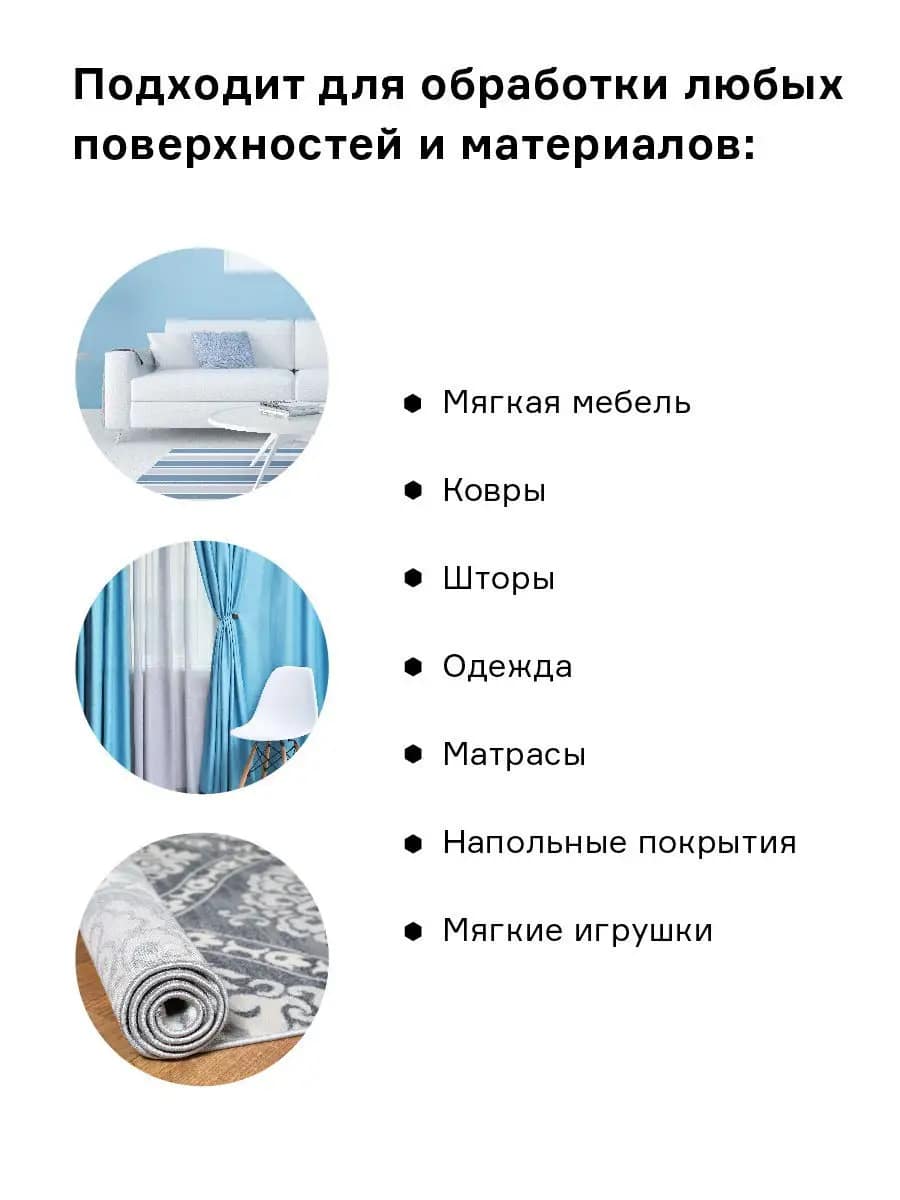 Подходит для обработки любых
поверхностей и материалов:
Мягкая мебель
Ковры
Шторы
Одежда
Матрасы
Напольные покрытия
Мягкие игрушки